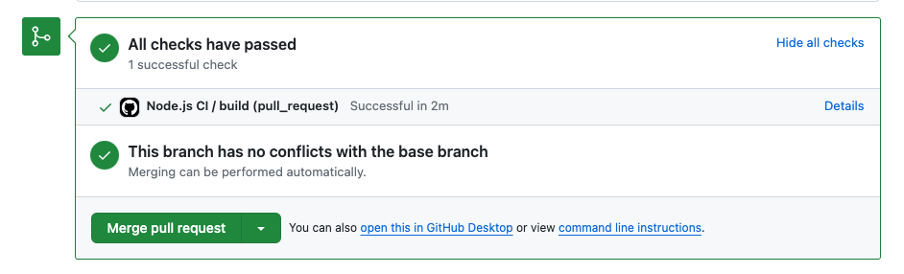 All checks have passed
Hide all checks
1 successful check
Node.js CI / build (pull_request) Successful in 2m
Details
This branch has no conflicts with the base branch
Merging can be performed automatically.
Merge pull request
You can also open this in GitHub Desktop or view command line instructions.